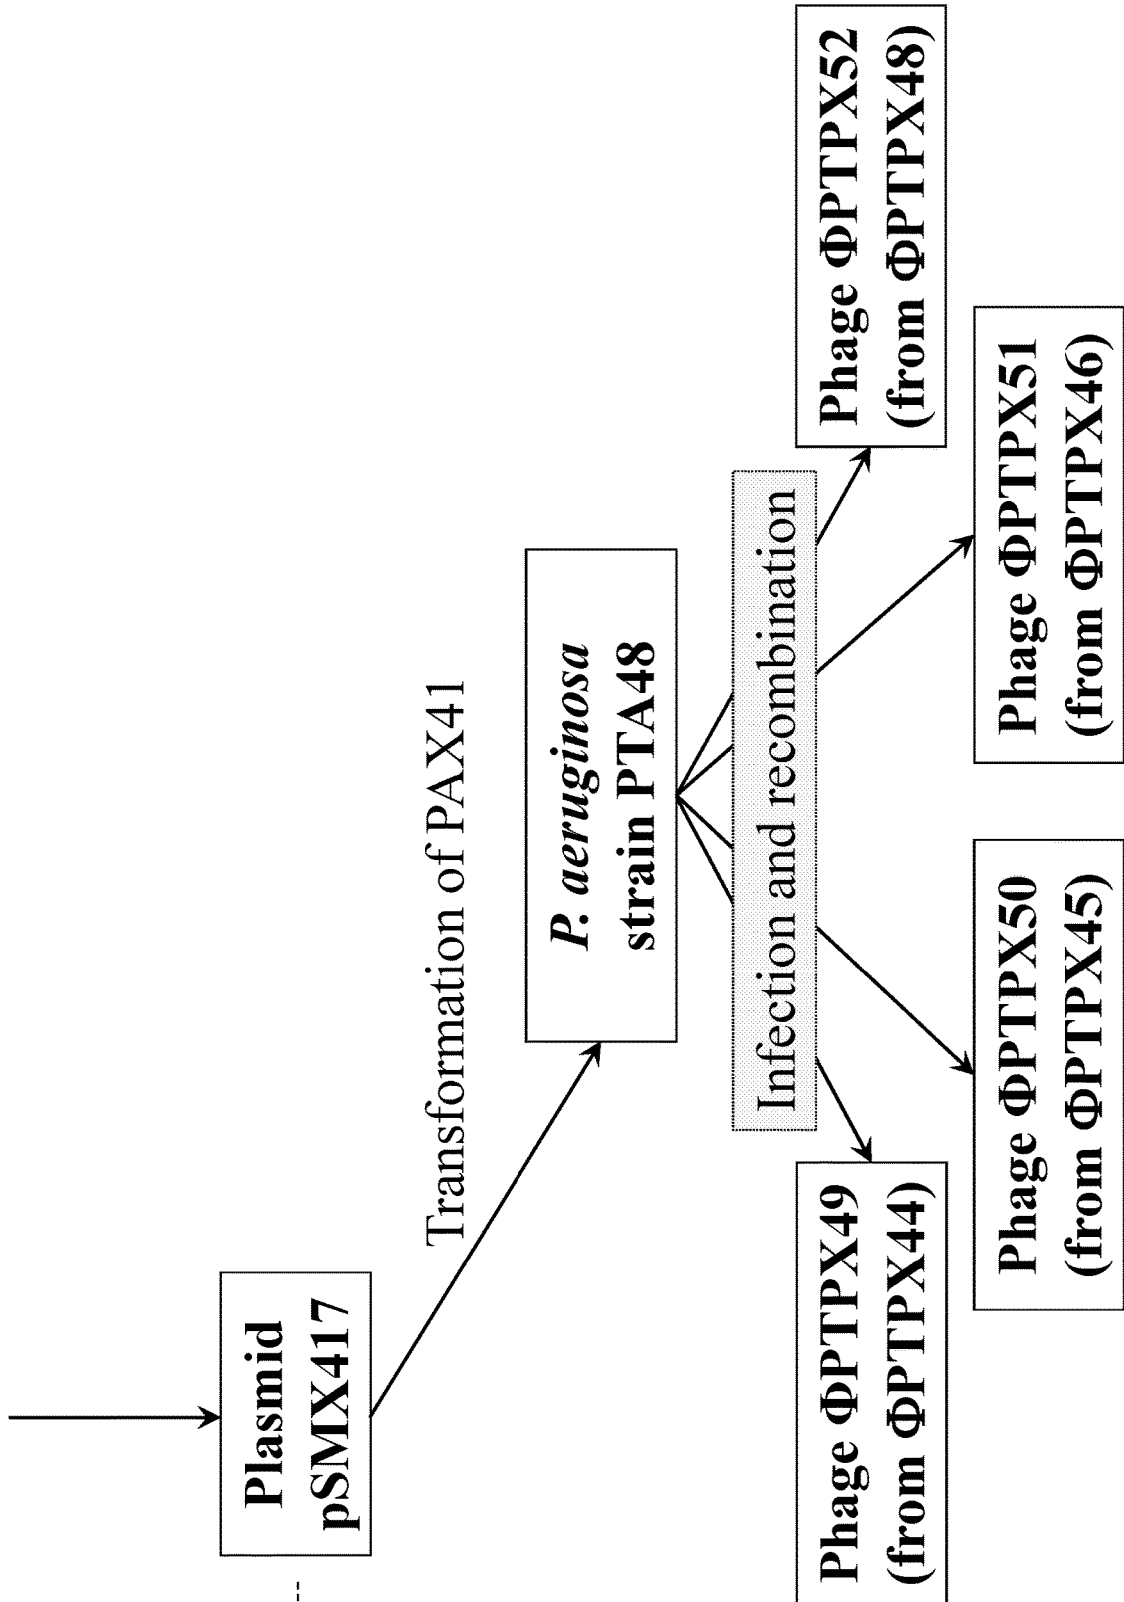 Plasmid
pSMX417
Transformation of PAX41
P. aeruginosa
strain PTA48
Infection and recombination
Phage ΦPTPX49
(from ΦPTPX44)
Phage ΦPTPX50
(from ΦPTPX45)
Phage ΦPTPX51
(from ΦPTPX46)
Phage ΦPTPX52
(from ΦPTPX48)